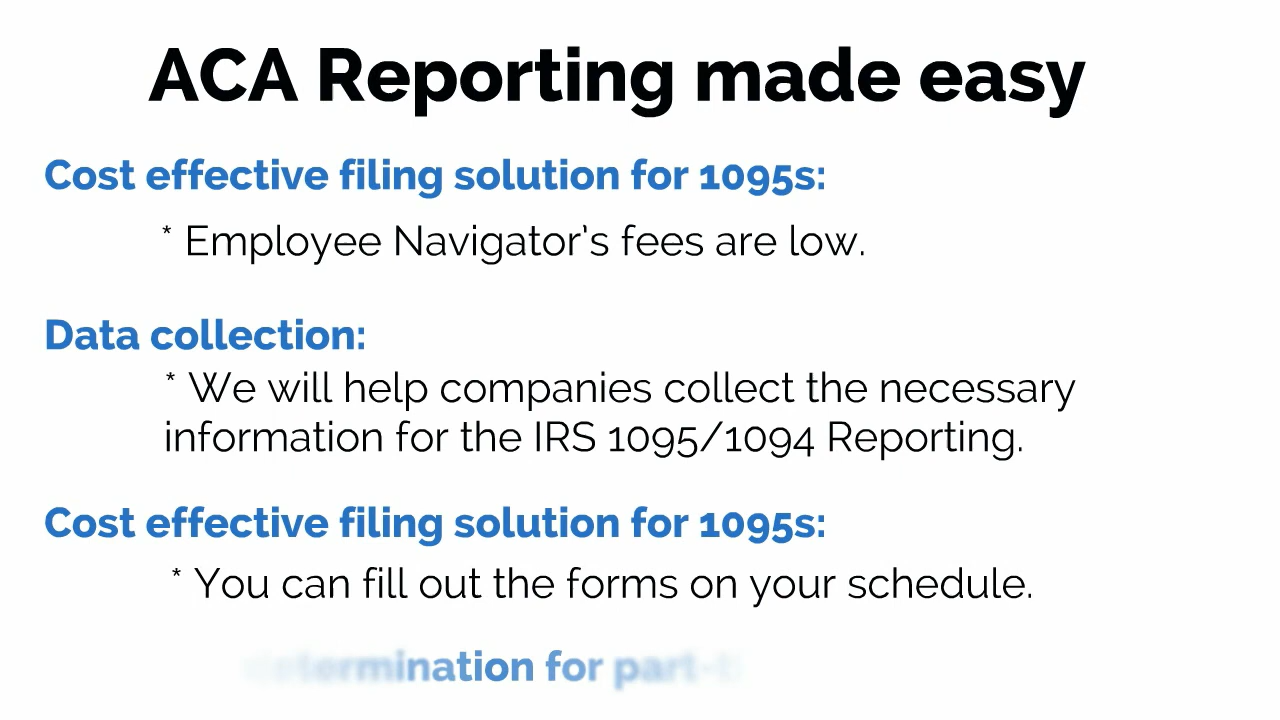 ACA Reporting made easy
Cost effective filing solution for 1095s:
* Employee Navigator's fees are low.
Data collection:
* We will help companies collect the necessary
information for the IRS 1095/1094 Reporting.
Cost effective filing solution for 1095s:
* You can fill out the forms on your schedule.
determination for